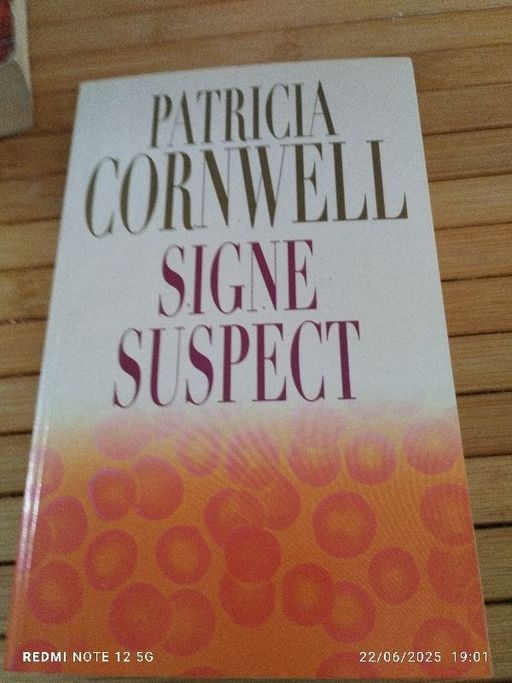 PATRICIA
CORNWELL
SIGNE
SUSPECT
REDMI NOTE 12 5G
22/06/2025 19:01